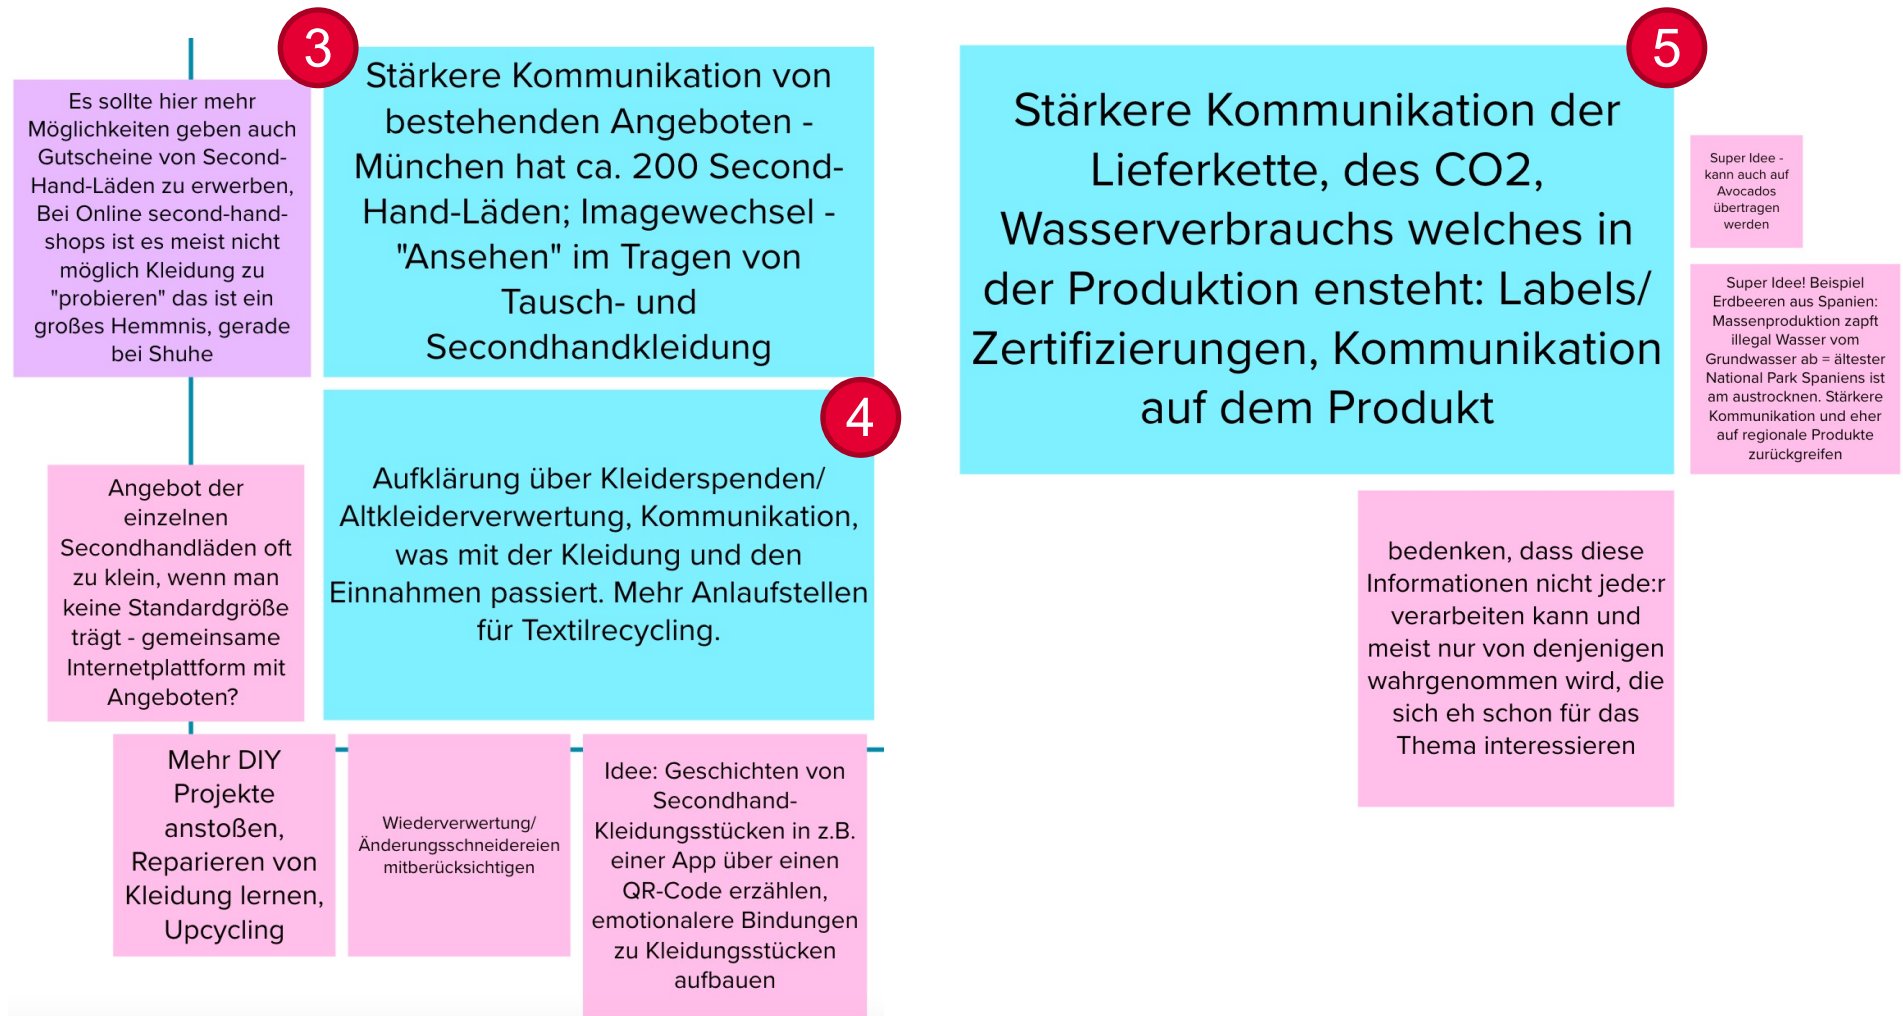 3
Stärkere Kommunikation von
bestehenden Angeboten -
München hat ca. 200 Second-
Hand-Läden; Imagewechsel -
"Ansehen" im Tragen von
Tausch- und
Secondhandkleidung
Es sollte hier mehr
Möglichkeiten geben auch
Gutscheine von Second-
Hand-Läden zu erwerben,
Bei Online second-hand-
shops ist es meist nicht
möglich Kleidung zu
"probieren" das ist ein
großes Hemmnis, gerade
bei Shuhe
4
Aufklärung über Kleiderspenden/
Altkleiderverwertung, Kommunikation,
was mit der Kleidung und den
Einnahmen passiert. Mehr Anlaufstellen
für Textilrecycling.
Angebot der
einzelnen
Secondhandläden oft
zu klein, wenn man
keine Standardgröße
trägt - gemeinsame
Internetplattform mit
Angeboten?
Mehr DIY
Projekte
anstoßen,
Reparieren von
Kleidung lernen,
Upcycling
Wiederverwertung/
Änderungsschneidereien
mitberücksichtigen
Idee: Geschichten von
Secondhand-
Kleidungsstücken in z.B.
einer App über einen
QR-Code erzählen,
emotionalere Bindungen
zu Kleidungsstücken
aufbauen
5
Stärkere Kommunikation der
Lieferkette, des CO2,
Wasserverbrauchs welches in
der Produktion ensteht: Labels/
Zertifizierungen, Kommunikation
auf dem Produkt
Super Idee -
kann auch auf
Avocados
übertragen
werden
Super Idee! Beispiel
Erdbeeren aus Spanien:
Massenproduktion zapft
illegal Wasser vom
Grundwasser ab = ältester
National Park Spaniens ist
am austrocknen. Stärkere
Kommunikation und eher
auf regionale Produkte
zurückgreifen
bedenken, dass diese
Informationen nicht jede:r
verarbeiten kann und
meist nur von denjenigen
wahrgenommen wird, die
sich eh schon für das
Thema interessieren